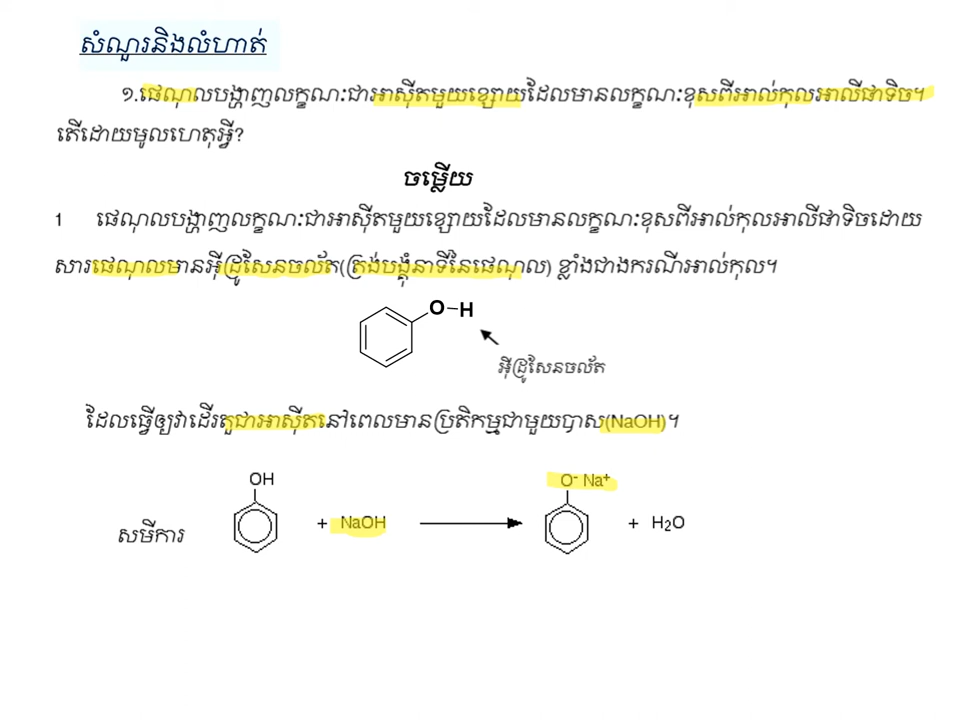 សំណួរនិងលំហាត់
១.ផេណុលបង្ហាញលក្ខណៈជាអាស៊ីតមួយខ្សោយដែលមានលក្ខណៈខុសពីអាល់កុលអាលីផាទិច។
តើដោយមូលហេតុអ្វី?
ចម្លើយ
1 ផេណុលបង្ហាញលក្ខណៈជាអាស៊ីតមួយខ្សោយដែលមានលក្ខណៈខុសពីអាល់កុលអាលីផាទិចដោយ
សារផេណុលមានអ៊ីដ្រូសែនចល័ត(ត្រង់បង្គុំនាទីនៃផេណុល) ខ្លាំងជាងករណីអាល់កុល។
O–H
អ៊ីដ្រូសែនចល័ត
ដែលធ្វើឲ្យវាដើរតួជាអាស៊ីតនៅពេលមានប្រតិកម្មជាមួយបាស(NaOH)។
OH
O⁻ Na⁺
សមីការ + NaOH + H₂O